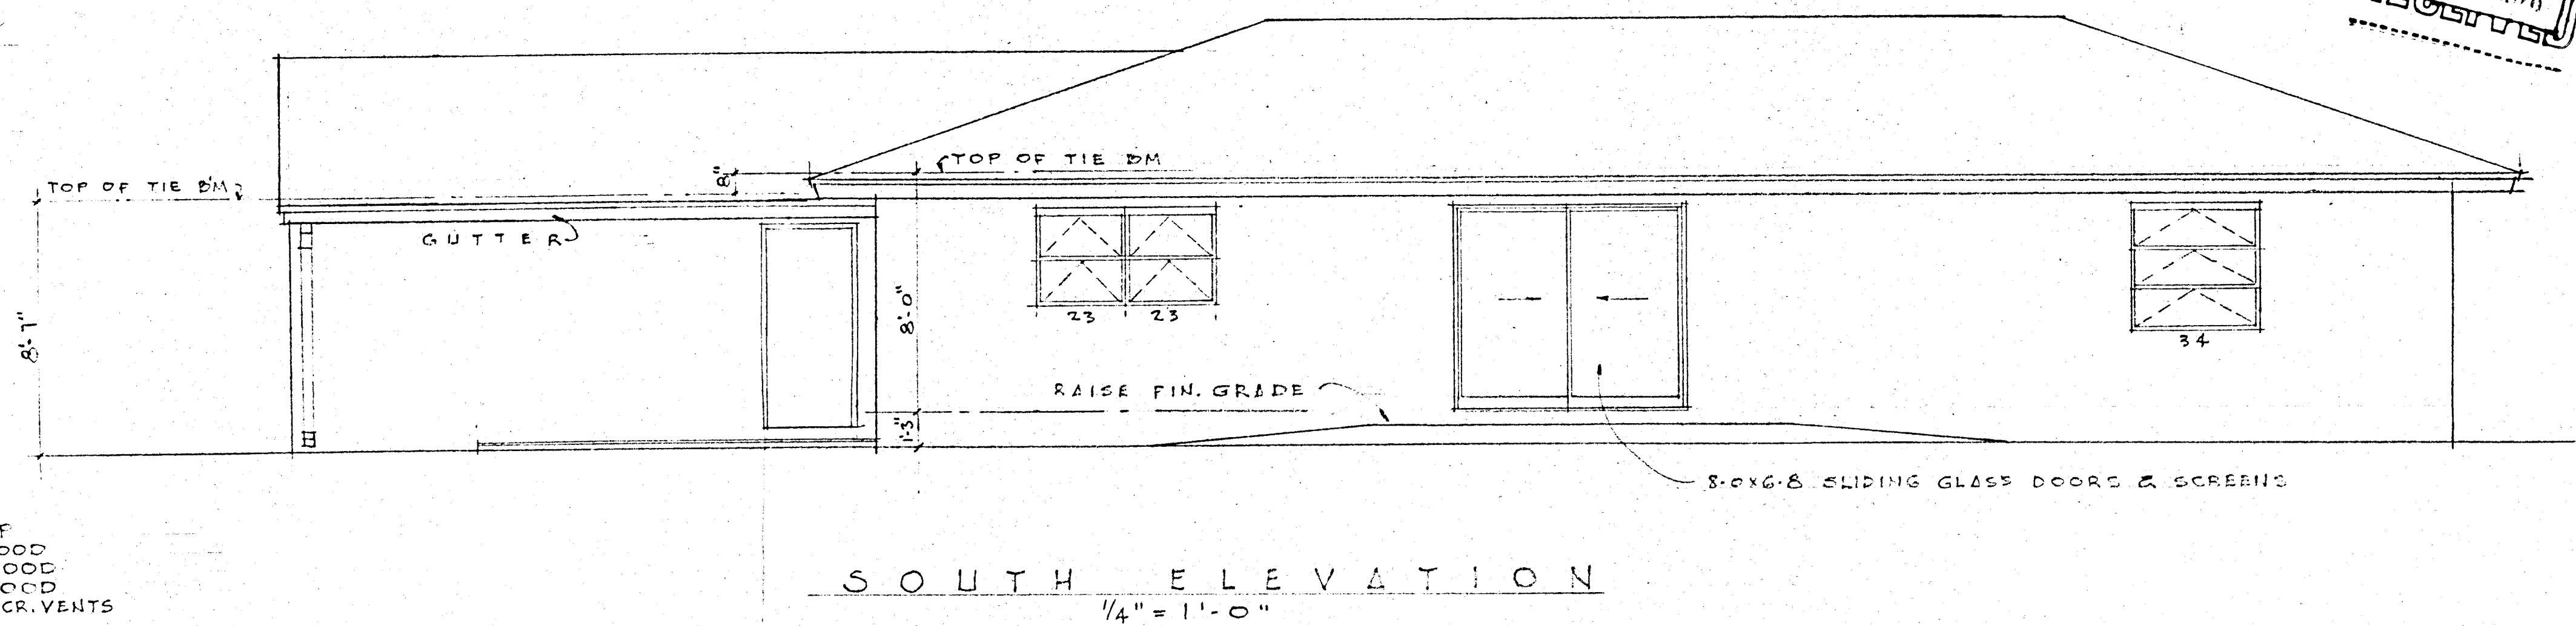 TOP OF TIE BM
8"
TOP OF TIE B'M
GUTTER
8'-7"
8'-0"
23 23
34
RAISE FIN. GRADE
1'-3"
8-0x6-8 SLIDING GLASS DOORS & SCREENS
OOD
OOD
OOD
CR. VENTS
SOUTH ELEVATION
1/4" = 1'-0"